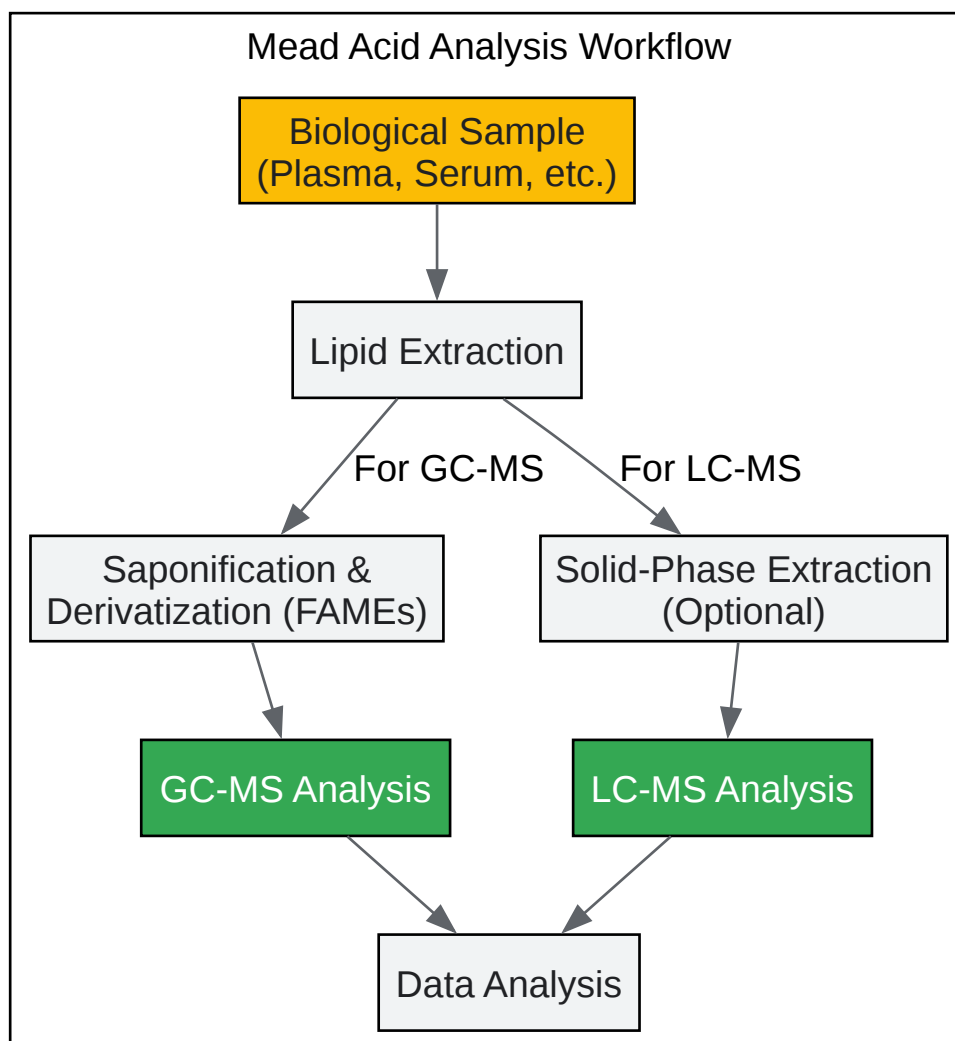 Mead Acid Analysis Workflow
Biological Sample
(Plasma, Serum, etc.)
Lipid Extraction
For GC-MS
For LC-MS
Saponification &
Derivatization (FAMEs)
Solid-Phase Extraction
(Optional)
GC-MS Analysis
LC-MS Analysis
Data Analysis